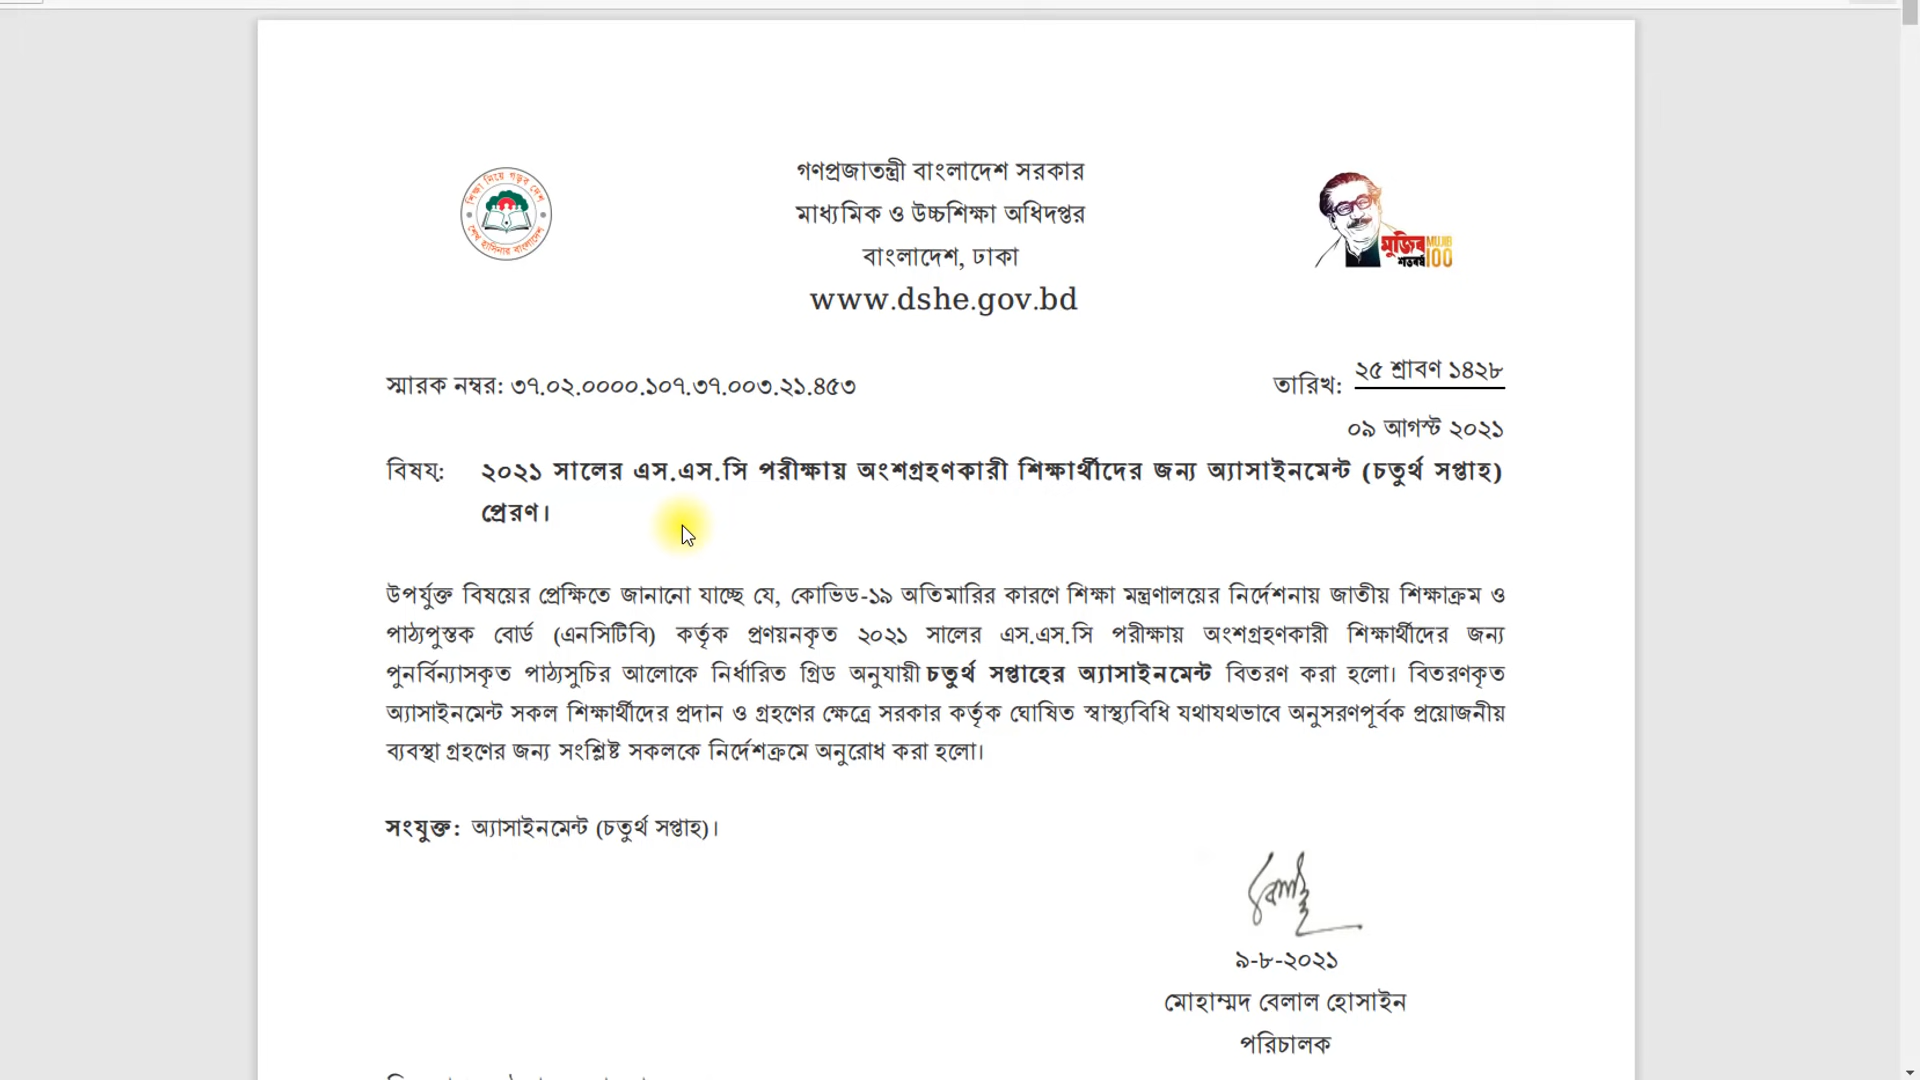 গণপ্রজাতন্ত্রী বাংলাদেশ সরকার
মাধ্যমিক ও উচ্চশিক্ষা অধিদপ্তর
বাংলাদেশ, ঢাকা
www.dshe.gov.bd
শিক্ষা নিয়ে গড়ব দেশ
শেখ হাসিনার বাংলাদেশ
মুজিব MUJIB
শতবর্ষ 100
স্মারক নম্বর: ৩৭.০২.০০০০.১০৭.৩৭.০০৩.২১.৪৫৩
তারিখ: ২৫ শ্রাবণ ১৪২৮
০৯ আগস্ট ২০২১
বিষয়: ২০২১ সালের এস.এস.সি পরীক্ষায় অংশগ্রহণকারী শিক্ষার্থীদের জন্য অ্যাসাইনমেন্ট (চতুর্থ সপ্তাহ)
প্রেরণ।
উপর্যুক্ত বিষয়ের প্রেক্ষিতে জানানো যাচ্ছে যে, কোভিড-১৯ অতিমারির কারণে শিক্ষা মন্ত্রণালয়ের নির্দেশনায় জাতীয় শিক্ষাক্রম ও
পাঠ্যপুস্তক বোর্ড (এনসিটিবি) কর্তৃক প্রণয়নকৃত ২০২১ সালের এস.এস.সি পরীক্ষায় অংশগ্রহণকারী শিক্ষার্থীদের জন্য
পুনর্বিন্যাসকৃত পাঠ্যসুচির আলোকে নির্ধারিত গ্রিড অনুযায়ী চতুর্থ সপ্তাহের অ্যাসাইনমেন্ট বিতরণ করা হলো। বিতরণকৃত
অ্যাসাইনমেন্ট সকল শিক্ষার্থীদের প্রদান ও গ্রহণের ক্ষেত্রে সরকার কর্তৃক ঘোষিত স্বাস্থ্যবিধি যথাযথভাবে অনুসরণপূর্বক প্রয়োজনীয়
ব্যবস্থা গ্রহণের জন্য সংশ্লিষ্ট সকলকে নির্দেশক্রমে অনুরোধ করা হলো।
সংযুক্ত: অ্যাসাইনমেন্ট (চতুর্থ সপ্তাহ)।
৯-৮-২০২১
মোহাম্মদ বেলাল হোসাইন
পরিচালক